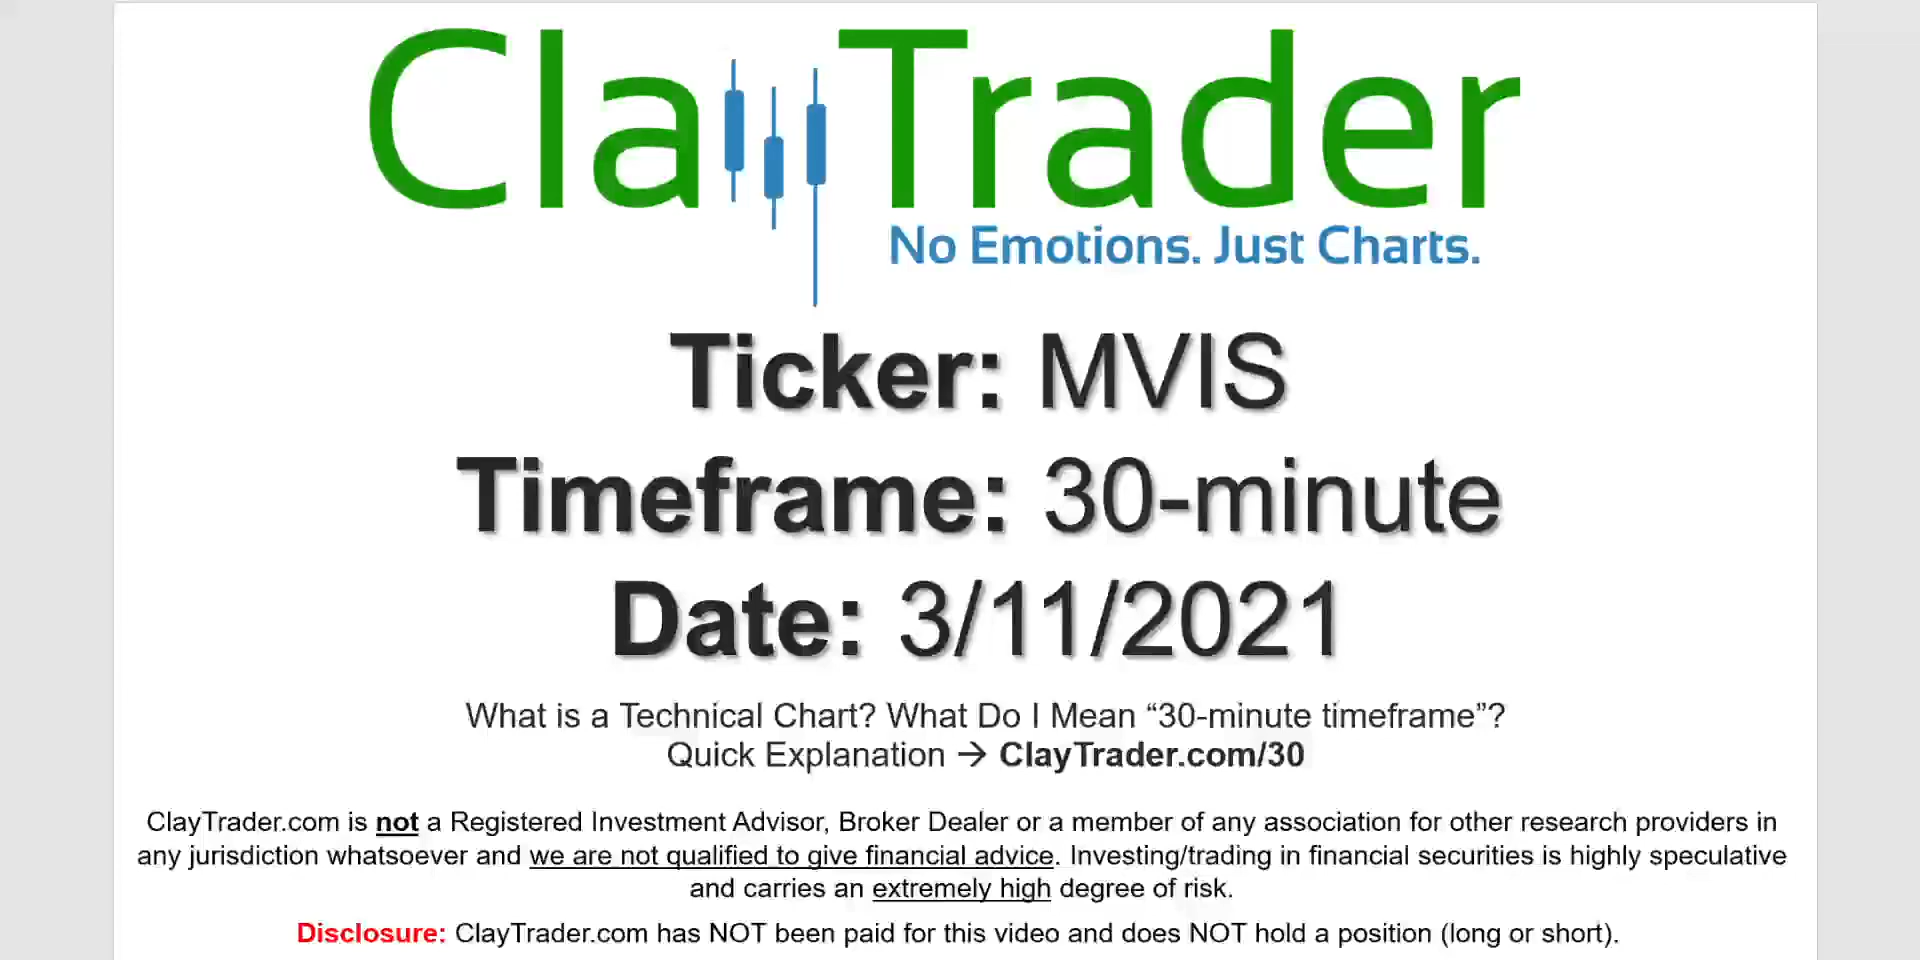 ClayTrader
No Emotions. Just Charts.
Ticker: MVIS
Timeframe: 30-minute
Date: 3/11/2021
What is a Technical Chart? What Do I Mean “30-minute timeframe”?
Quick Explanation → ClayTrader.com/30
ClayTrader.com is not a Registered Investment Advisor, Broker Dealer or a member of any association for other research providers in
any jurisdiction whatsoever and we are not qualified to give financial advice. Investing/trading in financial securities is highly speculative
and carries an extremely high degree of risk.
Disclosure: ClayTrader.com has NOT been paid for this video and does NOT hold a position (long or short).